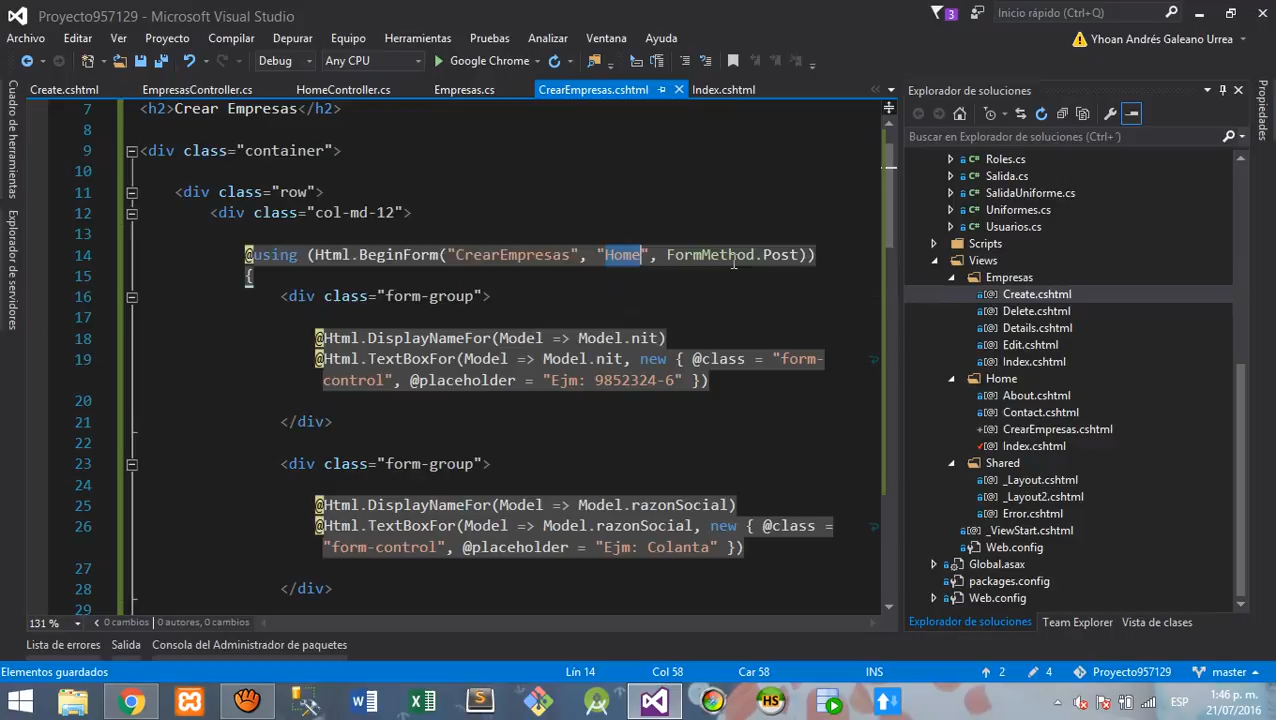 Proyecto957129 - Microsoft Visual Studio
3
Inicio rápido (Ctrl+Q)
Archivo Editar Ver Proyecto Compilar Depurar Equipo Herramientas Pruebas Analizar Ventana Ayuda
Yhoan Andrés Galeano Urrea
Debug Any CPU Google Chrome
Create.cshtml EmpresasController.cs HomeController.cs Empresas.cs CrearEmpresas.cshtml Index.cshtml
Cuadro de herramientas
Explorador de servidores
7 <h2>Crear Empresas</h2>
8
9 <div class="container">
10
11 <div class="row">
12 <div class="col-md-12">
13
14 @using (Html.BeginForm("CrearEmpresas", "Home", FormMethod.Post))
15 {
16 <div class="form-group">
17
18 @Html.DisplayNameFor(Model => Model.nit)
19 @Html.TextBoxFor(Model => Model.nit, new { @class = "form-
control", @placeholder = "Ejm: 9852324-6" })
20
21 </div>
22
23 <div class="form-group">
24
25 @Html.DisplayNameFor(Model => Model.razonSocial)
26 @Html.TextBoxFor(Model => Model.razonSocial, new { @class =
"form-control", @placeholder = "Ejm: Colanta" })
27
28 </div>
29
131 % 0 cambios | 0 autores, 0 cambios
Explorador de soluciones
Buscar en Explorador de soluciones (Ctrl+´)
C# Roles.cs
C# Salida.cs
C# SalidaUniforme.cs
C# Uniformes.cs
C# Usuarios.cs
Scripts
Views
Empresas
[@] Create.cshtml
[@] Delete.cshtml
[@] Details.cshtml
[@] Edit.cshtml
[@] Index.cshtml
Home
[@] About.cshtml
[@] Contact.cshtml
[@] CrearEmpresas.cshtml
[@] Index.cshtml
Shared
[@] _Layout.cshtml
[@] _Layout2.cshtml
[@] Error.cshtml
[@] _ViewStart.cshtml
Web.config
Global.asax
packages.config
Web.config
Explorador de soluciones Team Explorer Vista de clases
Propiedades
Lista de errores Salida Consola del Administrador de paquetes
Elementos guardados Lín 14 Col 58 Car 58 INS 2 4 Proyecto957129 master
HS
ESP
1:46 p. m.
21/07/2016